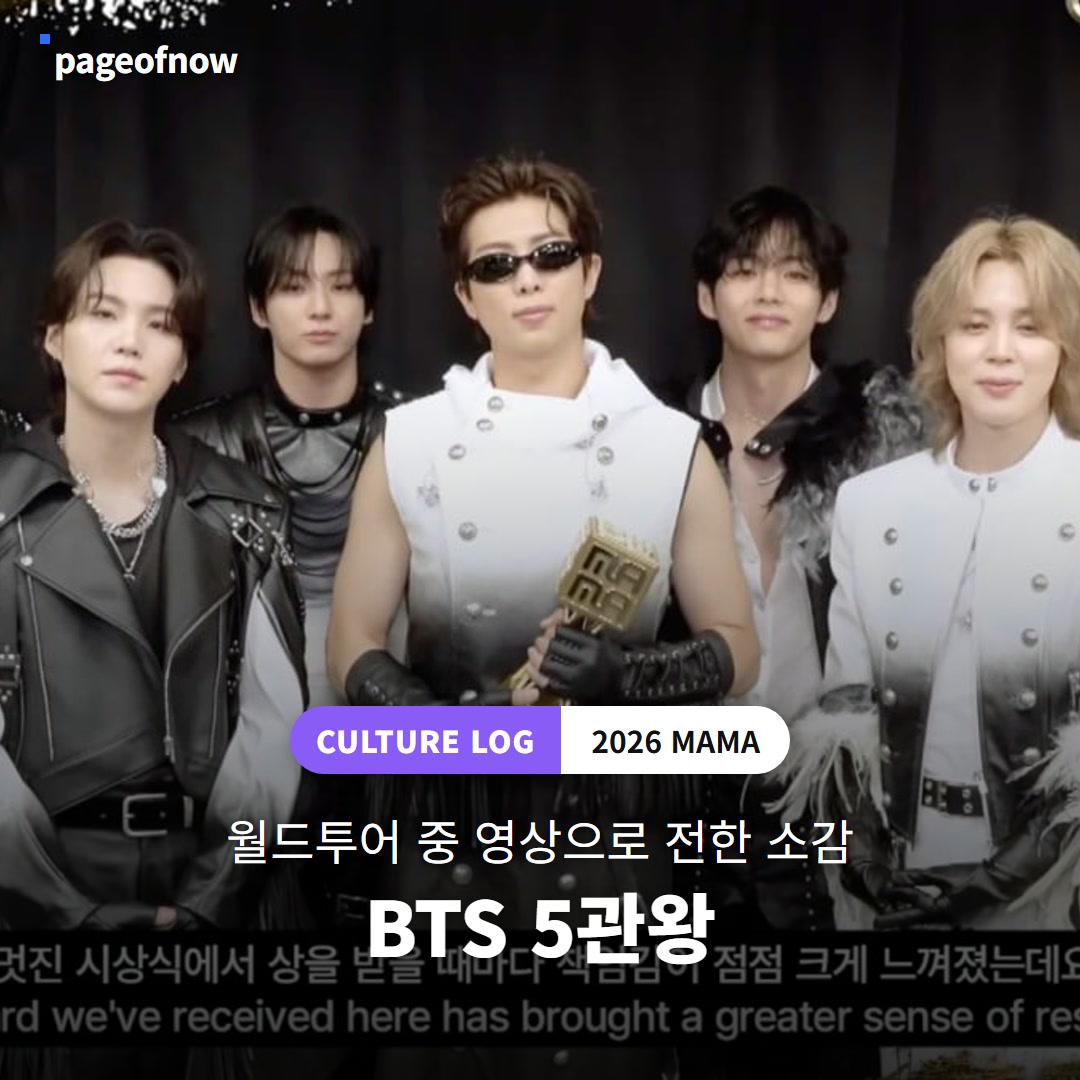 pageofnow
MA
MA
CULTURE LOG 2026 MAMA
월드투어 중 영상으로 전한 소감
BTS 5관왕
멋진 시상식에서 상을 받을 때마다 책임감이 점점 크게 느껴졌는데요
we've received here has brought a greater sense of